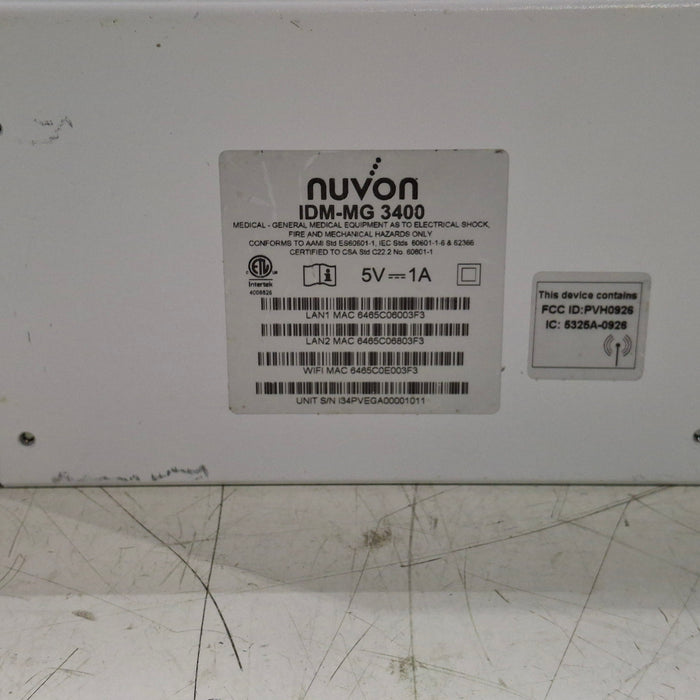 nuvon
IDM-MG 3400
MEDICAL - GENERAL MEDICAL EQUIPMENT AS TO ELECTRICAL SHOCK,
FIRE AND MECHANICAL HAZARDS ONLY
CONFORMS TO AAMI Std ES60601-1, IEC Stds 60601-1-6 & 62366
CERTIFIED TO CSA Std C22.2 No. 60601-1
ETL
Intertek
4008826
5V 1A
LAN1 MAC 6465C06003F3
LAN2 MAC 6465C06803F3
WIFI MAC 6465C0E003F3
UNIT S/N I34PVEGA00001011
This device contains
FCC ID:PVH0926
IC: 5325A-0926